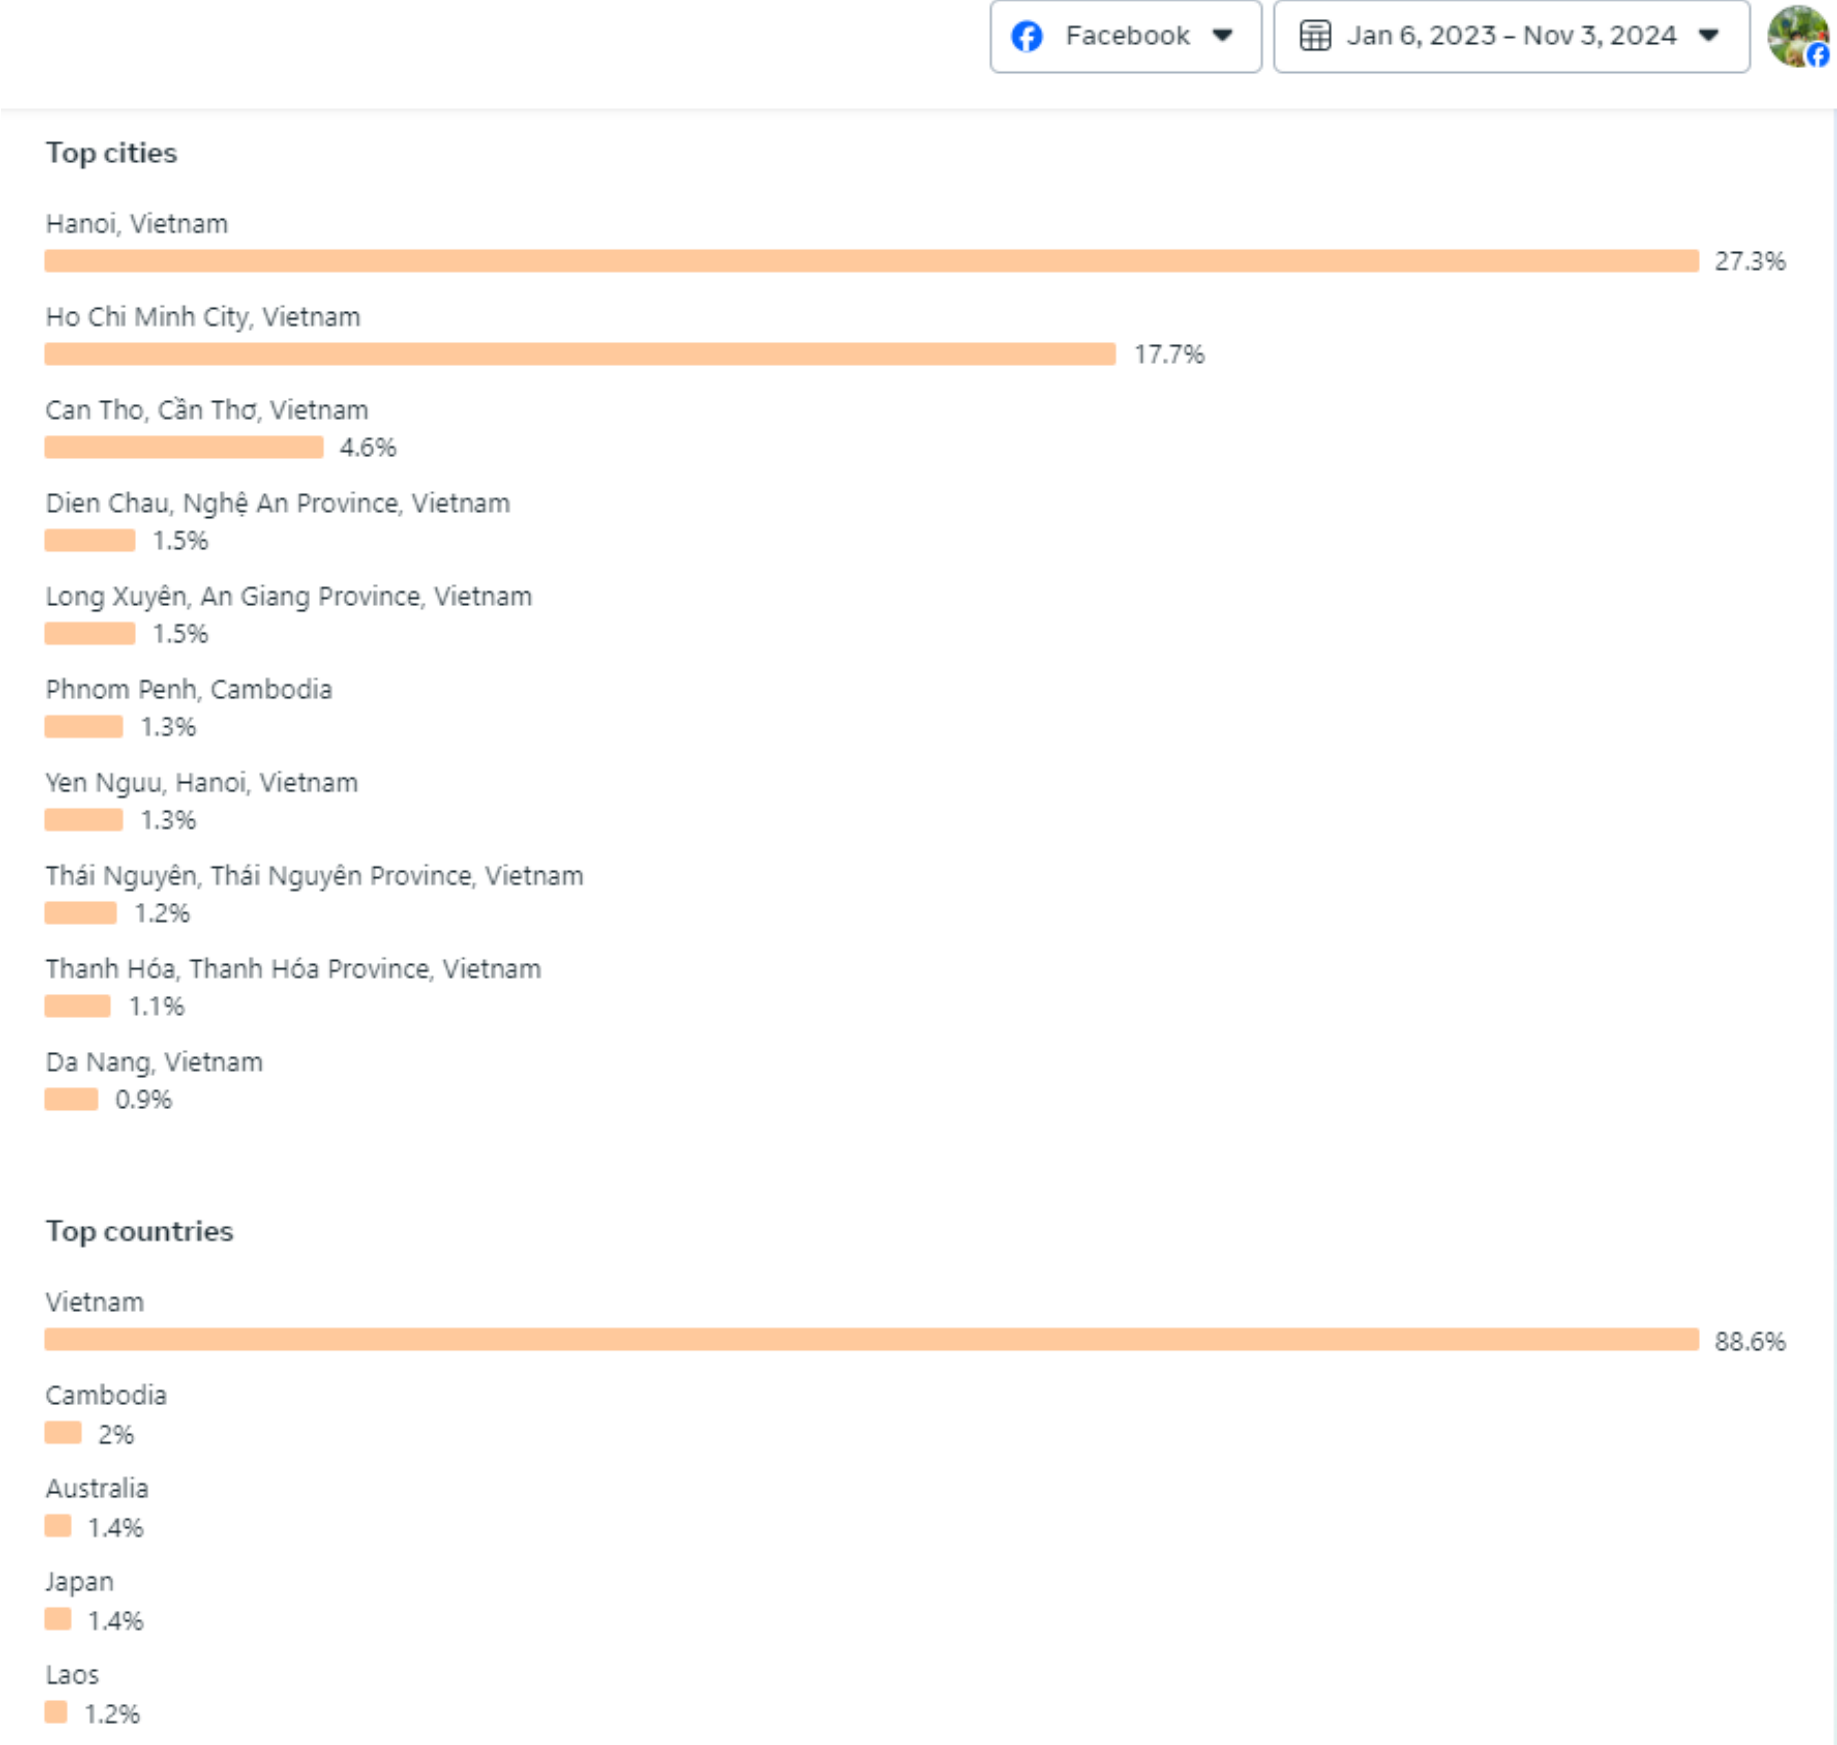 Facebook
Jan 6, 2023 – Nov 3, 2024
Top cities
Hanoi, Vietnam
27.3%
Ho Chi Minh City, Vietnam
17.7%
Can Tho, Cần Thơ, Vietnam
4.6%
Dien Chau, Nghệ An Province, Vietnam
1.5%
Long Xuyên, An Giang Province, Vietnam
1.5%
Phnom Penh, Cambodia
1.3%
Yen Nguu, Hanoi, Vietnam
1.3%
Thái Nguyên, Thái Nguyên Province, Vietnam
1.2%
Thanh Hóa, Thanh Hóa Province, Vietnam
1.1%
Da Nang, Vietnam
0.9%
Top countries
Vietnam
88.6%
Cambodia
2%
Australia
1.4%
Japan
1.4%
Laos
1.2%